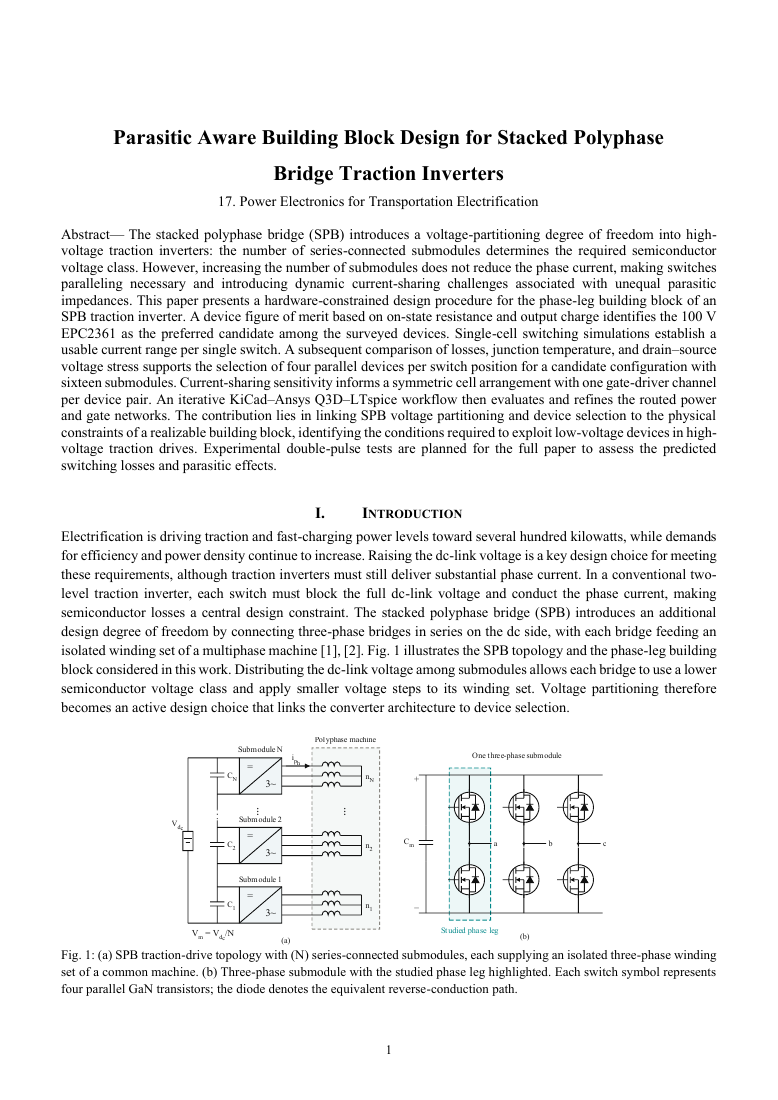 Parasitic Aware Building Block Design for Stacked Polyphase
Bridge Traction Inverters
17. Power Electronics for Transportation Electrification
Abstract— The stacked polyphase bridge (SPB) introduces a voltage-partitioning degree of freedom into high-
voltage traction inverters: the number of series-connected submodules determines the required semiconductor
voltage class. However, increasing the number of submodules does not reduce the phase current, making switches
paralleling necessary and introducing dynamic current-sharing challenges associated with unequal parasitic
impedances. This paper presents a hardware-constrained design procedure for the phase-leg building block of an
SPB traction inverter. A device figure of merit based on on-state resistance and output charge identifies the 100 V
EPC2361 as the preferred candidate among the surveyed devices. Single-cell switching simulations establish a
usable current range per single switch. A subsequent comparison of losses, junction temperature, and drain–source
voltage stress supports the selection of four parallel devices per switch position for a candidate configuration with
sixteen submodules. Current-sharing sensitivity informs a symmetric cell arrangement with one gate-driver channel
per device pair. An iterative KiCad–Ansys Q3D–LTspice workflow then evaluates and refines the routed power
and gate networks. The contribution lies in linking SPB voltage partitioning and device selection to the physical
constraints of a realizable building block, identifying the conditions required to exploit low-voltage devices in high-
voltage traction drives. Experimental double-pulse tests are planned for the full paper to assess the predicted
switching losses and parasitic effects.
I. INTRODUCTION
Electrification is driving traction and fast-charging power levels toward several hundred kilowatts, while demands
for efficiency and power density continue to increase. Raising the dc-link voltage is a key design choice for meeting
these requirements, although traction inverters must still deliver substantial phase current. In a conventional two-
level traction inverter, each switch must block the full dc-link voltage and conduct the phase current, making
semiconductor losses a central design constraint. The stacked polyphase bridge (SPB) introduces an additional
design degree of freedom by connecting three-phase bridges in series on the dc side, with each bridge feeding an
isolated winding set of a multiphase machine [1], [2]. Fig. 1 illustrates the SPB topology and the phase-leg building
block considered in this work. Distributing the dc-link voltage among submodules allows each bridge to use a lower
semiconductor voltage class and apply smaller voltage steps to its winding set. Voltage partitioning therefore
becomes an active design choice that links the converter architecture to device selection.
Polyphase machine
Submodule N
iPh
CN
=
3~
nN
⋮
⋮
⋮
Submodule 2
Vdc
C2
=
3~
n2
Submodule 1
C1
=
3~
n1
Vm = Vdc/N
(a)
One three-phase submodule
+
Cm
a
b
c
−
Studied phase leg
(b)
Fig. 1: (a) SPB traction-drive topology with (N) series-connected submodules, each supplying an isolated three-phase winding
set of a common machine. (b) Three-phase submodule with the studied phase leg highlighted. Each switch symbol represents
four parallel GaN transistors; the diode denotes the equivalent reverse-conduction path.
1